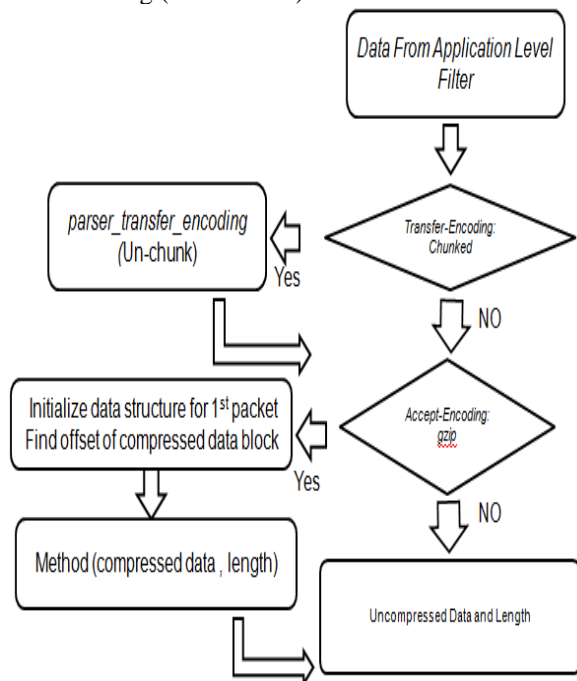 Data From Application Level
Filter
Transfer-Encoding:
Chunked
parser_transfer_encoding
(Un-chunk)
Yes
NO
Accept-Encoding:
gzip
Initialize data structure for 1st packet
Find offset of compressed data block
Yes
NO
Method (compressed data , length)
Uncompressed Data and Length